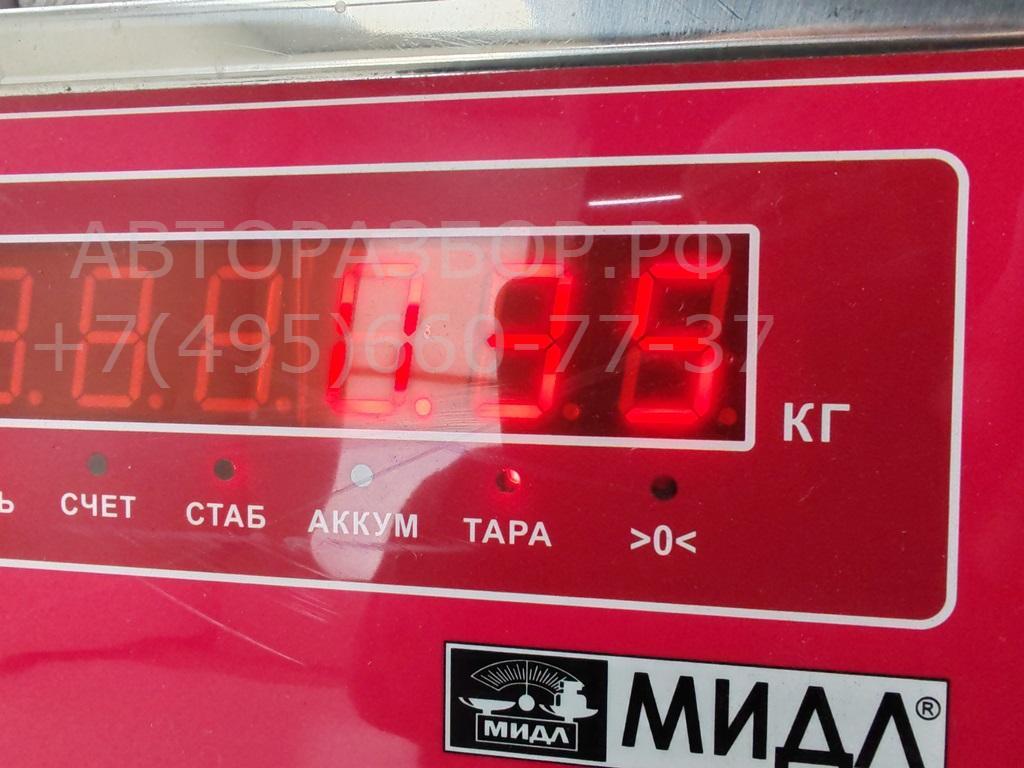 АВТОРАЗБОР.РФ
+7(495)660-77-37
КГ
Ь СЧЕТ СТАБ АККУМ ТАРА >0<
МИДЛ МИДЛ®